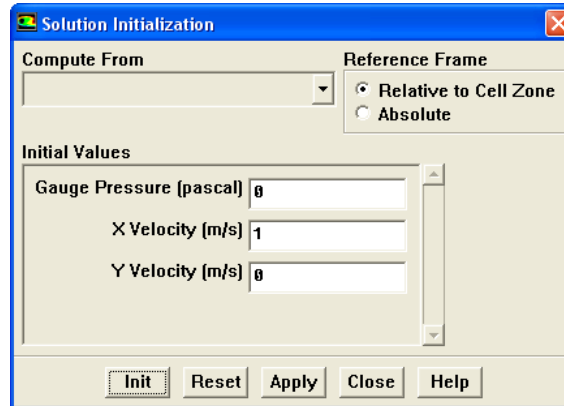 Solution Initialization
Compute From
Reference Frame
Relative to Cell Zone
Absolute
Initial Values
Gauge Pressure (pascal) 0
X Velocity (m/s) 1
Y Velocity (m/s) 0
Init Reset Apply Close Help